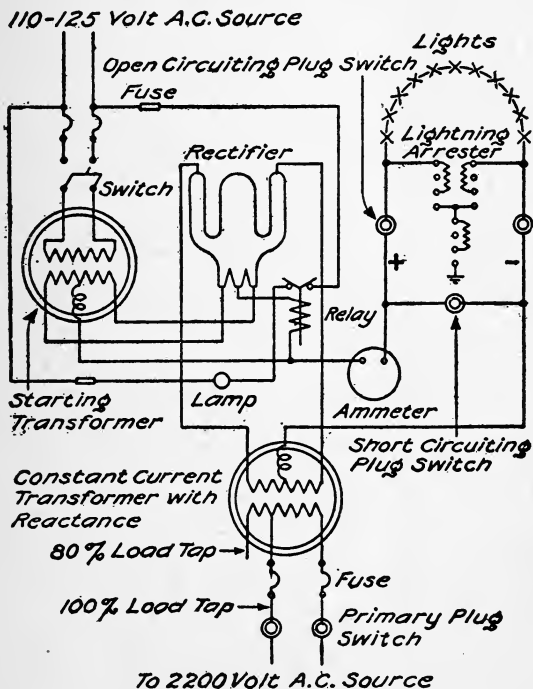 110-125 Volt A.C. Source
Lights
Open Circuiting Plug Switch
Fuse
Lightning
Arrester
Rectifier
Switch
+
-
Relay
Starting
Transformer
Lamp
Ammeter
Short Circuiting
Plug Switch
Constant Current
Transformer with
Reactance
80% Load Tap
Fuse
100% Load Tap
Primary Plug
Switch
To 2200 Volt A.C. Source